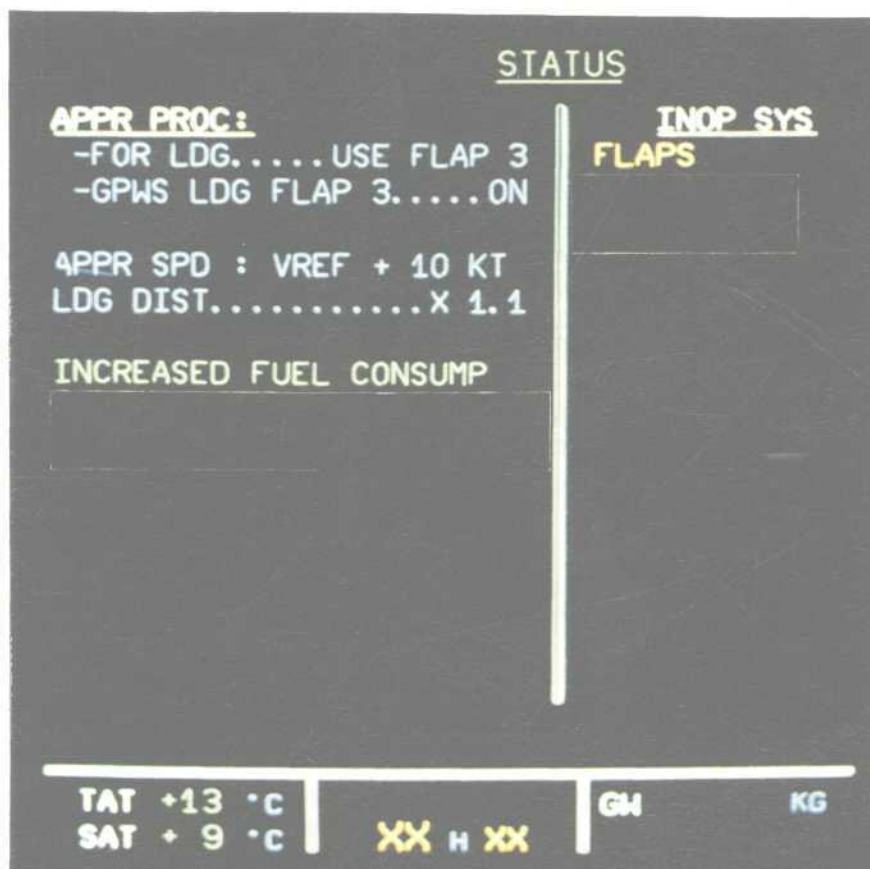 STATUS
APPR PROC:
-FOR LDG.....USE FLAP 3
-GPWS LDG FLAP 3.....ON
APPR SPD : VREF + 10 KT
LDG DIST............X 1.1
INCREASED FUEL CONSUMP
INOP SYS
FLAPS
TAT +13 °C
SAT + 9 °C
XX H XX
GW KG